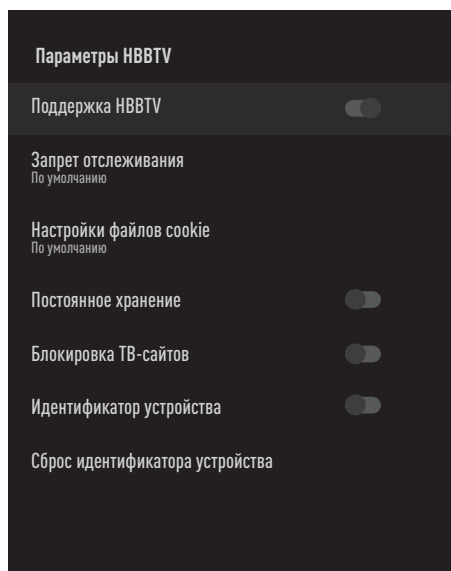 Параметры HBBTV
Поддержка HBBTV
Запрет отслеживания
По умолчанию
Настройки файлов cookie
По умолчанию
Постоянное хранение
Блокировка ТВ-сайтов
Идентификатор устройства
Сброс идентификатора устройства